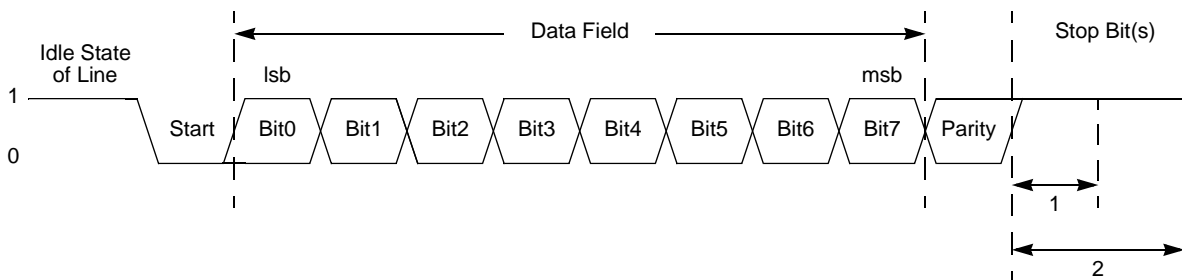 Data Field
Stop Bit(s)
Idle State
of Line
lsb
msb
1
Start
Bit0
Bit1
Bit2
Bit3
Bit4
Bit5
Bit6
Bit7
Parity
0
1
2